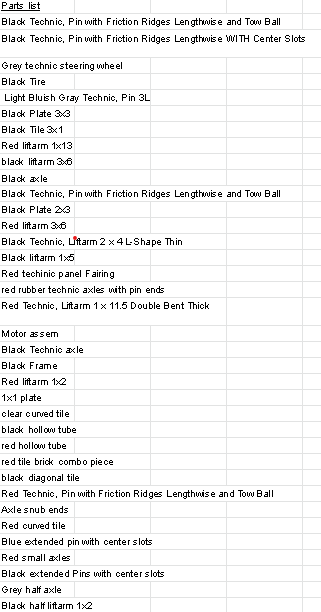 Parts list
Black Technic, Pin with Friction Ridges Lengthwise and Tow Ball
Black Technic, Pin with Friction Ridges Lengthwise WITH Center Slots
Grey technic steering wheel
Black Tire
Light Bluish Gray Technic, Pin 3L
Black Plate 3x3
Black Tile 3x1
Red liftarm 1x13
black liftarm 3x6
Black axle
Black Technic, Pin with Friction Ridges Lengthwise and Tow Ball
Black Plate 2x3
Red liftarm 3x6
Black Technic, Liftarm 2 x 4 L-Shape Thin
Black liftarm 1x5
Red techinic panel Fairing
red rubber technic axles with pin ends
Red Technic, Liftarm 1 x 11.5 Double Bent Thick
Motor assem
Black Technic axle
Black Frame
Red liftarm 1x2
1x1 plate
clear curved tile
black hollow tube
red hollow tube
red tile brick combo piece
black diagonal tile
Red Technic, Pin with Friction Ridges Lengthwise and Tow Ball
Axle snub ends
Red curved tile
Blue extended pin with center slots
Red small axles
Black extended Pins with center slots
Grey half axle
Black half liftarm 1x2